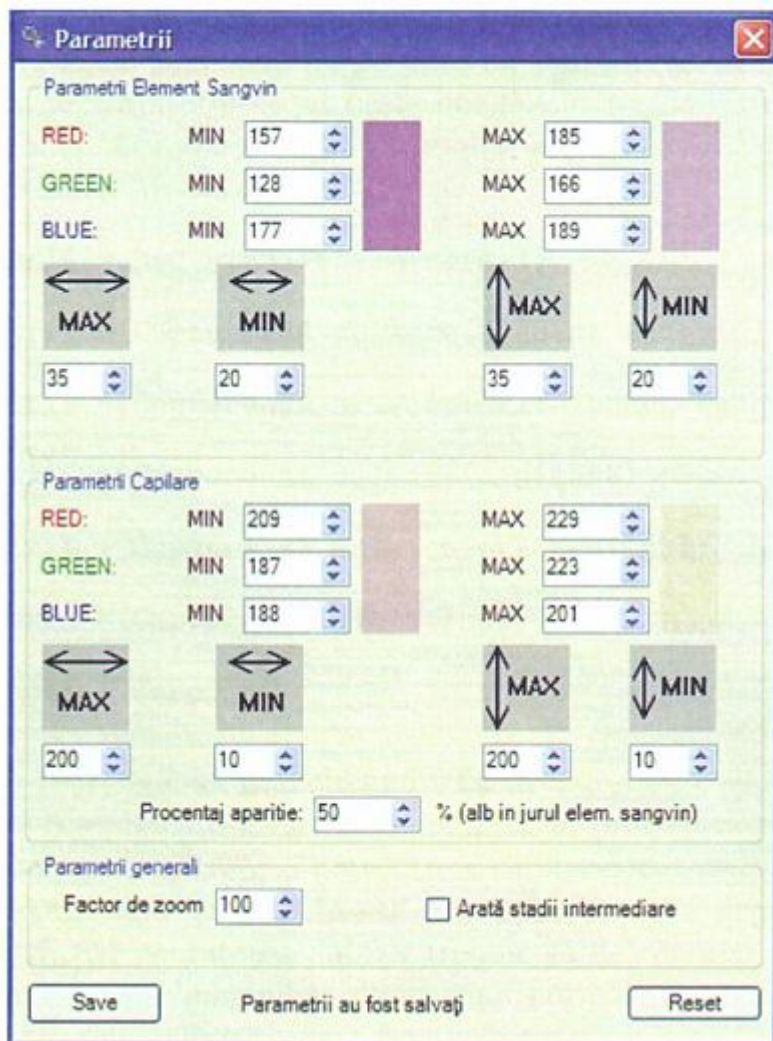 Parametrii
Parametrii Element Sangvin
RED: MIN 157 MAX 185
GREEN: MIN 128 MAX 166
BLUE: MIN 177 MAX 189
MAX MIN MAX MIN
35 20 35 20
Parametrii Capilare
RED: MIN 209 MAX 229
GREEN: MIN 187 MAX 223
BLUE: MIN 188 MAX 201
MAX MIN MAX MIN
200 10 200 10
Procentaj aparitie: 50 % (alb in jurul elem. sangvin)
Parametrii generali
Factor de zoom 100 Arată stadii intermediare
Save Parametrii au fost salvați Reset